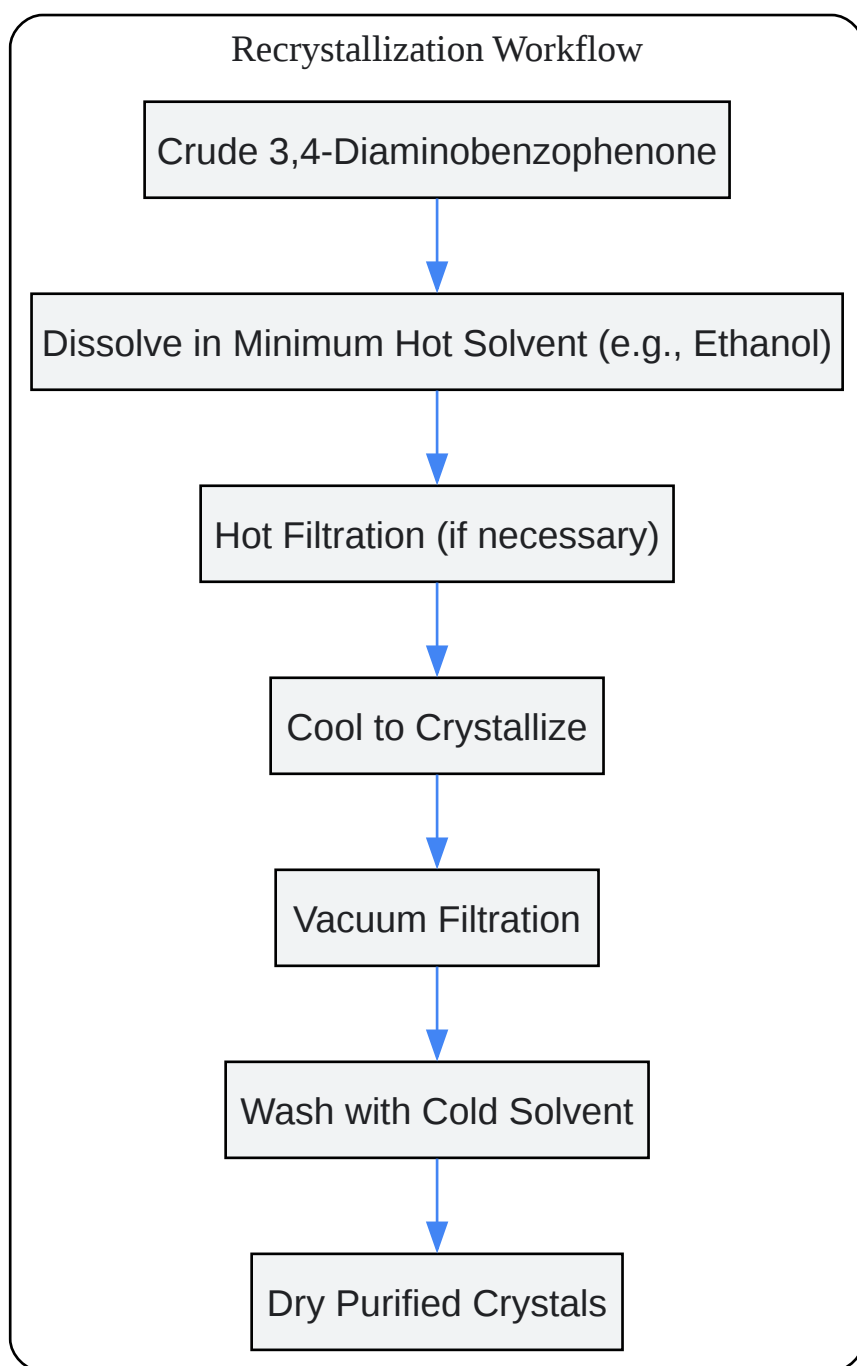 Recrystallization Workflow
Crude 3,4-Diaminobenzophenone
Dissolve in Minimum Hot Solvent (e.g., Ethanol)
Hot Filtration (if necessary)
Cool to Crystallize
Vacuum Filtration
Wash with Cold Solvent
Dry Purified Crystals